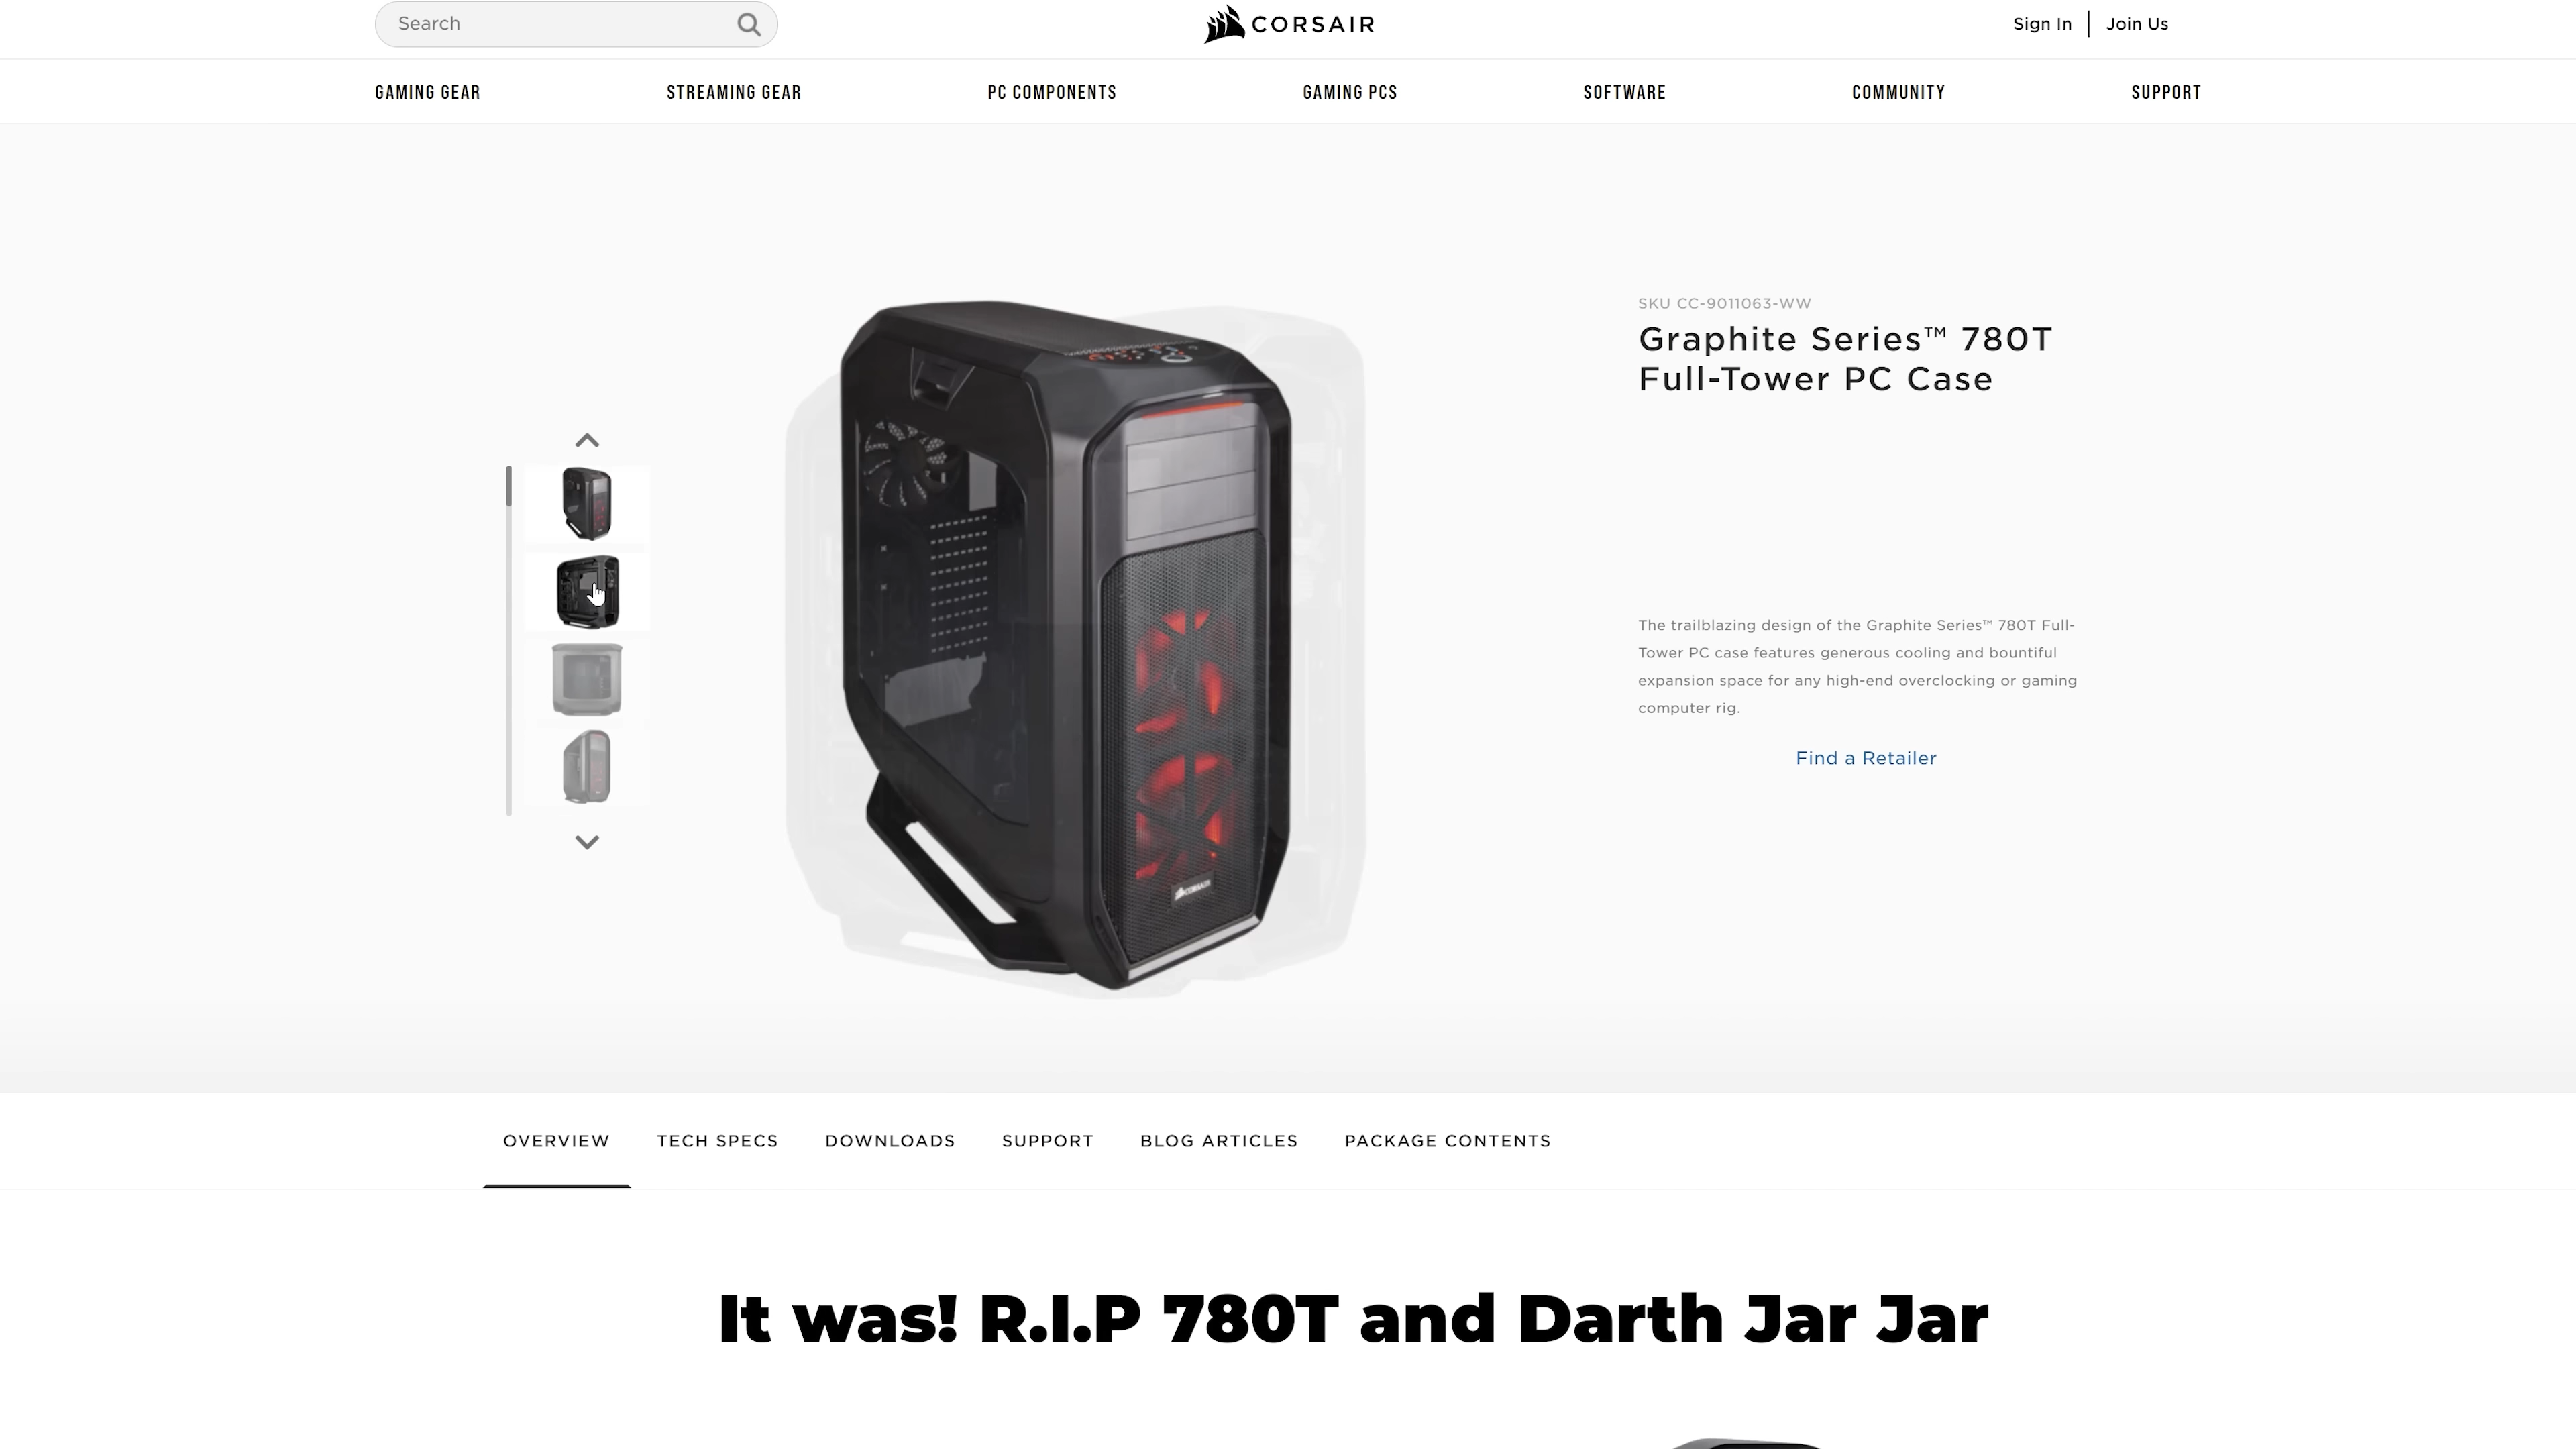 Search
CORSAIR
Sign In
Join Us
GAMING GEAR
STREAMING GEAR
PC COMPONENTS
GAMING PCS
SOFTWARE
COMMUNITY
SUPPORT
SKU CC-9011063-WW
Graphite Series™ 780T
Full-Tower PC Case
The trailblazing design of the Graphite Series™ 780T Full-
Tower PC case features generous cooling and bountiful
expansion space for any high-end overclocking or gaming
computer rig.
Find a Retailer
CORSAIR
OVERVIEW
TECH SPECS
DOWNLOADS
SUPPORT
BLOG ARTICLES
PACKAGE CONTENTS
It was! R.I.P 780T and Darth Jar Jar